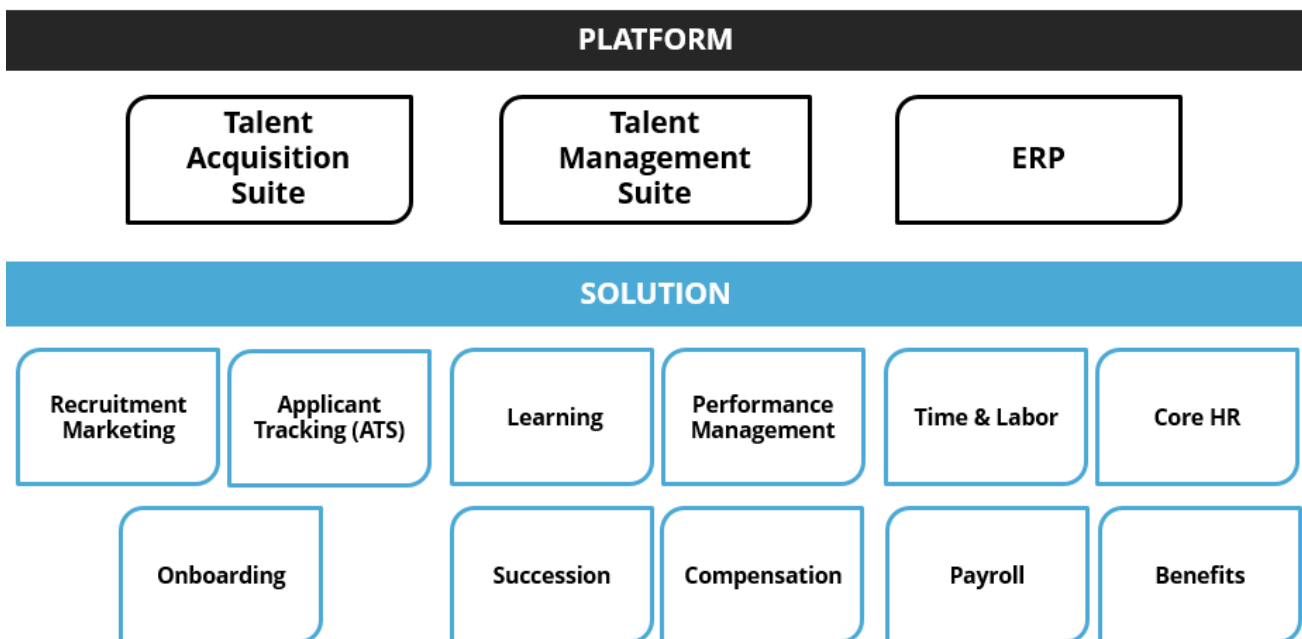 PLATFORM
Talent
Acquisition
Suite
Talent
Management
Suite
ERP
SOLUTION
Recruitment
Marketing
Applicant
Tracking (ATS)
Learning
Performance
Management
Time & Labor
Core HR
Onboarding
Succession
Compensation
Payroll
Benefits